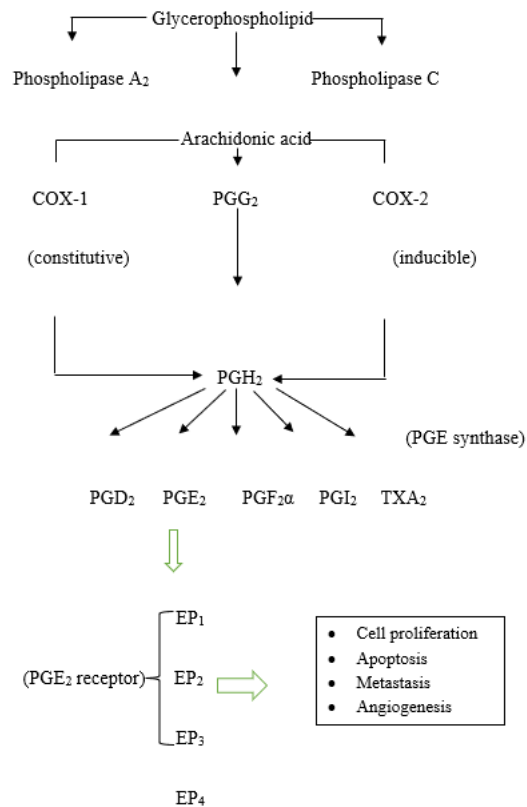 Glycerophospholipid
Phospholipase A₂ Phospholipase C
Arachidonic acid
COX-1 PGG₂ COX-2
(constitutive) (inducible)
PGH₂
(PGE synthase)
PGD₂ PGE₂ PGF₂α PGI₂ TXA₂
EP₁
(PGE₂ receptor) EP₂
EP₃
EP₄
• Cell proliferation
• Apoptosis
• Metastasis
• Angiogenesis